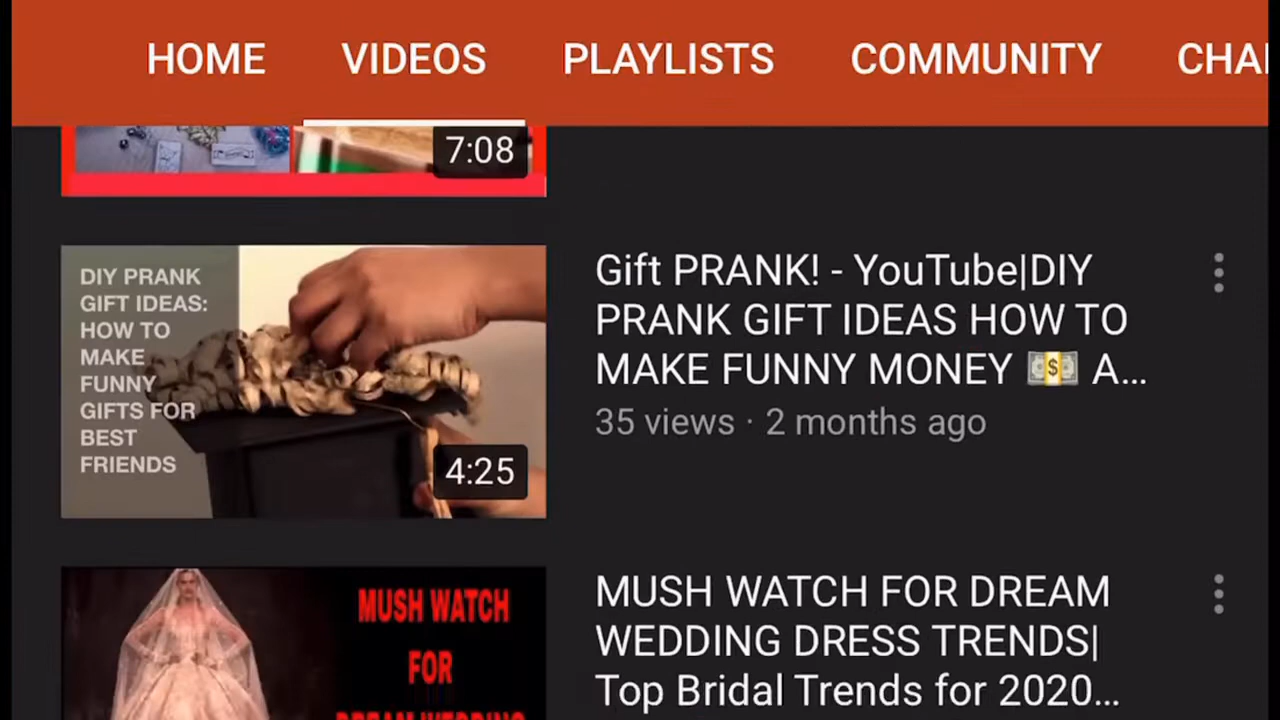 HOME VIDEOS PLAYLISTS COMMUNITY CHA
7:08
DIY PRANK
GIFT IDEAS:
HOW TO
MAKE
FUNNY
GIFTS FOR
BEST
FRIENDS
4:25
Gift PRANK! - YouTube|DIY
PRANK GIFT IDEAS HOW TO
MAKE FUNNY MONEY 💵 A...
35 views · 2 months ago
MUSH WATCH
FOR
DREAM WEDDING
MUSH WATCH FOR DREAM
WEDDING DRESS TRENDS|
Top Bridal Trends for 2020...